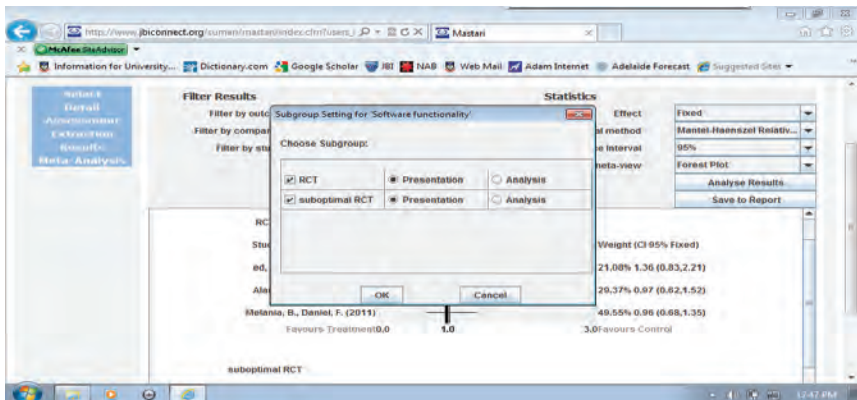 http://www.jbiconnect.org/sumari/mastari/index.cfm?users_i
Mastari
McAfee SiteAdvisor
Information for University... Dictionary.com Google Scholar JBI NAB Web Mail Adam Internet Adelaide Forecast Suggested Sites
Select
Detail
Assessment
Extraction
Results
Meta-Analysis
Filter Results
Statistics
Filter by outc
Filter by compar
Filter by stu
Subgroup Setting for 'Software functionality'
Choose Subgroup:
RCT Presentation Analysis
suboptimal RCT Presentation Analysis
OK Cancel
Effect Fixed
al method Mantel-Haenszel Relativ...
e Interval 95%
meta-view Forest Plot
Analyse Results
Save to Report
RC
Stu Weight (CI 95% Fixed)
ed, 21.08% 1.36 (0.83,2.21)
Ala 29.37% 0.97 (0.62,1.52)
Melania, B., Daniel, F. (2011) 49.55% 0.96 (0.68,1.35)
Favours Treatment 0.0 1.0 3.0 Favours Control
suboptimal RCT
12:47 PM